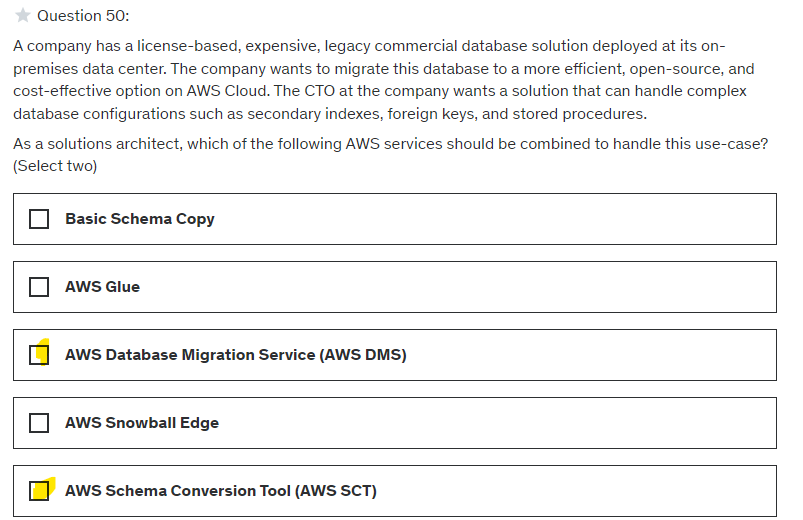 Question 50:
A company has a license-based, expensive, legacy commercial database solution deployed at its on-
premises data center. The company wants to migrate this database to a more efficient, open-source, and
cost-effective option on AWS Cloud. The CTO at the company wants a solution that can handle complex
database configurations such as secondary indexes, foreign keys, and stored procedures.
As a solutions architect, which of the following AWS services should be combined to handle this use-case?
(Select two)
Basic Schema Copy
AWS Glue
AWS Database Migration Service (AWS DMS)
AWS Snowball Edge
AWS Schema Conversion Tool (AWS SCT)